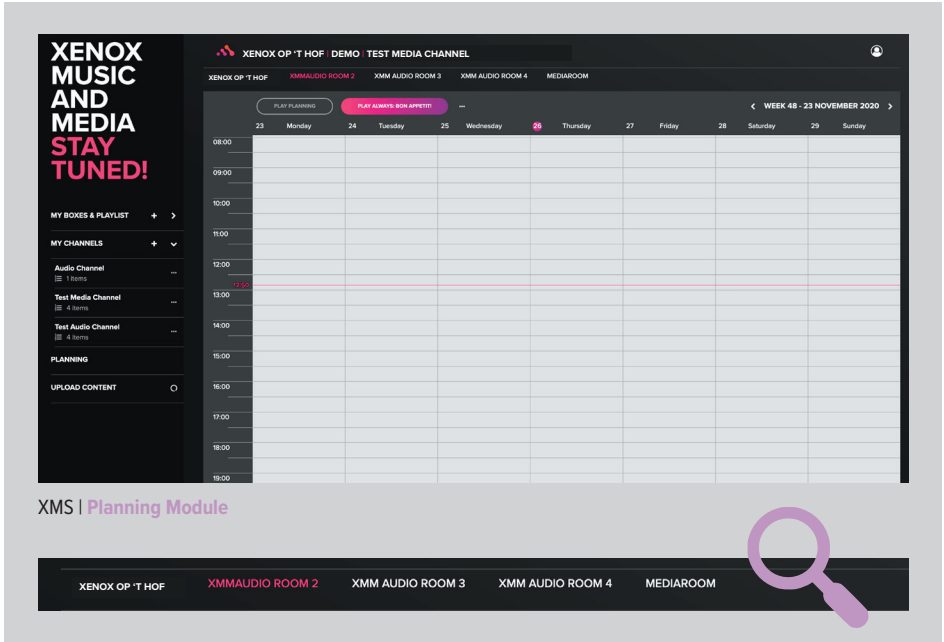 XENOX
MUSIC
AND
MEDIA
STAY
TUNED!
MY BOXES & PLAYLIST + >
MY CHANNELS +
Audio Channel ...
1 Items
Test Media Channel ...
4 Items
Test Audio Channel ...
4 Items
PLANNING
UPLOAD CONTENT
XENOX OP ‘T HOF | DEMO | TEST MEDIA CHANNEL
XENOX OP ‘T HOF XMMAUDIO ROOM 2 XMM AUDIO ROOM 3 XMM AUDIO ROOM 4 MEDIAROOM
PLAY PLANNING PLAY ALWAYS: BON APPETIT! ... < WEEK 48 - 23 NOVEMBER 2020 >
23 Monday 24 Tuesday 25 Wednesday 26 Thursday 27 Friday 28 Saturday 29 Sunday
08:00
09:00
10:00
11:00
12:00
12:50
13:00
14:00
15:00
16:00
17:00
18:00
19:00
XMS | Planning Module
XENOX OP ‘T HOF XMMAUDIO ROOM 2 XMM AUDIO ROOM 3 XMM AUDIO ROOM 4 MEDIAROOM